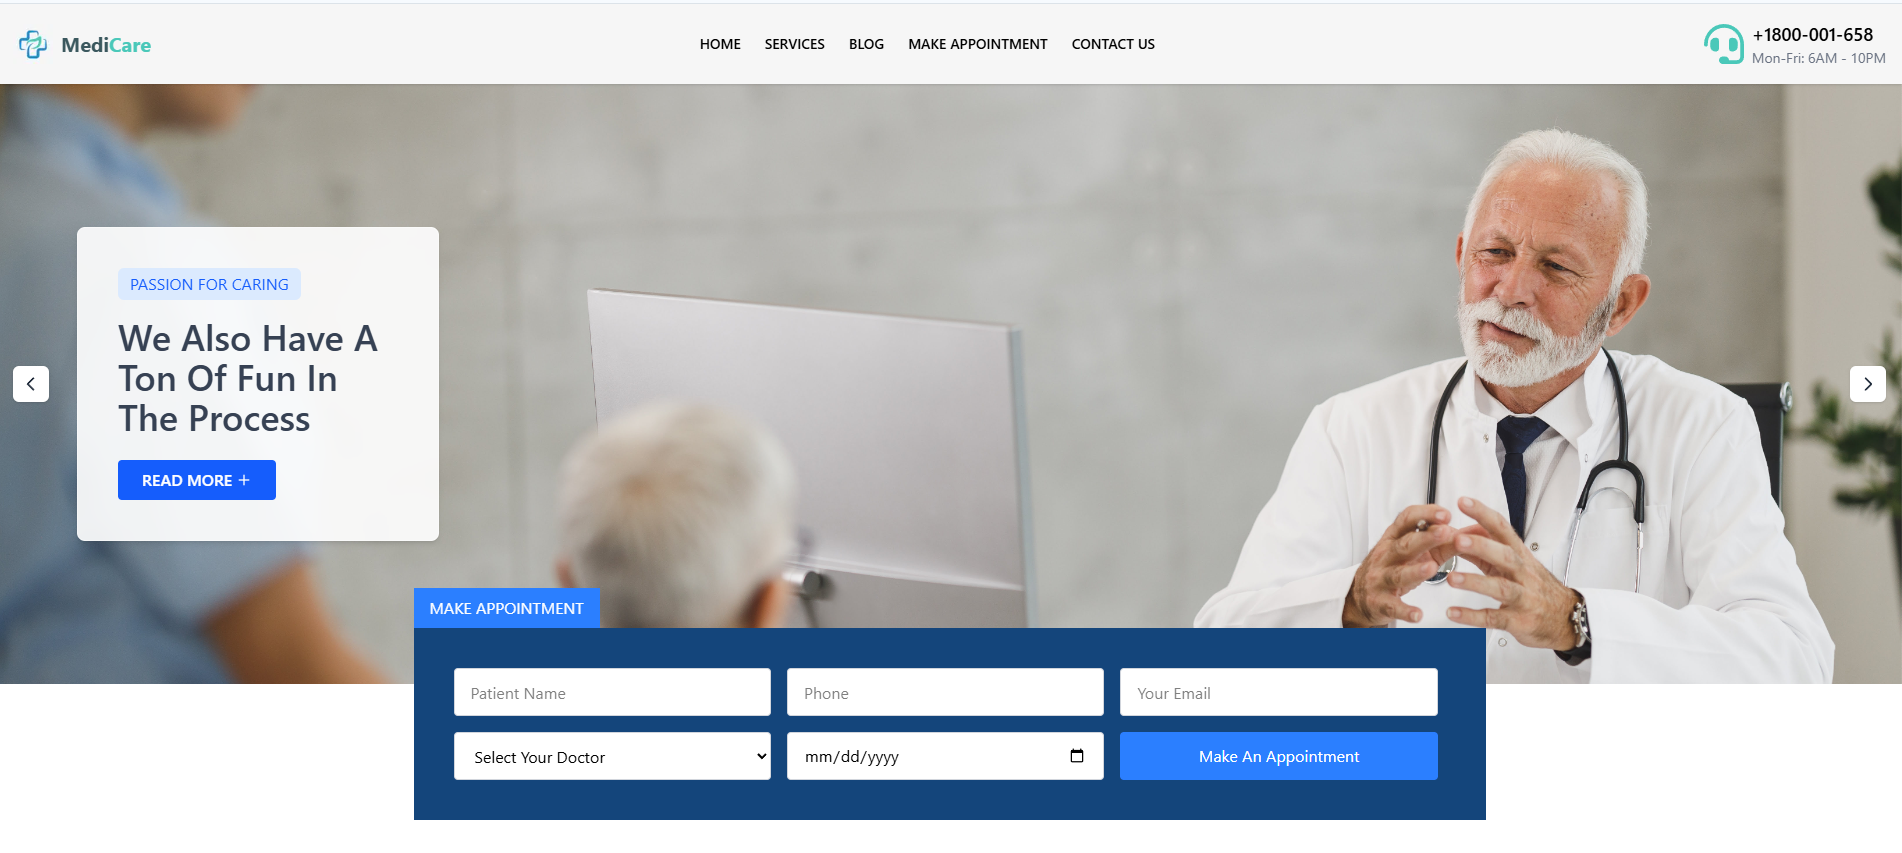 MediCare
HOME SERVICES BLOG MAKE APPOINTMENT CONTACT US
+1800-001-658
Mon-Fri: 6AM - 10PM
PASSION FOR CARING
We Also Have A
Ton Of Fun In
The Process
READ MORE +
MAKE APPOINTMENT
Patient Name
Phone
Your Email
Select Your Doctor
mm/dd/yyyy
Make An Appointment